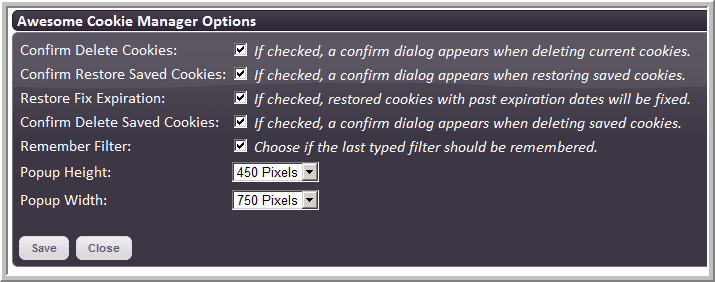 Awesome Cookie Manager Options
Confirm Delete Cookies: If checked, a confirm dialog appears when deleting current cookies.
Confirm Restore Saved Cookies: If checked, a confirm dialog appears when restoring saved cookies.
Restore Fix Expiration: If checked, restored cookies with past expiration dates will be fixed.
Confirm Delete Saved Cookies: If checked, a confirm dialog appears when deleting saved cookies.
Remember Filter: Choose if the last typed filter should be remembered.
Popup Height: 450 Pixels
Popup Width: 750 Pixels
Save Close